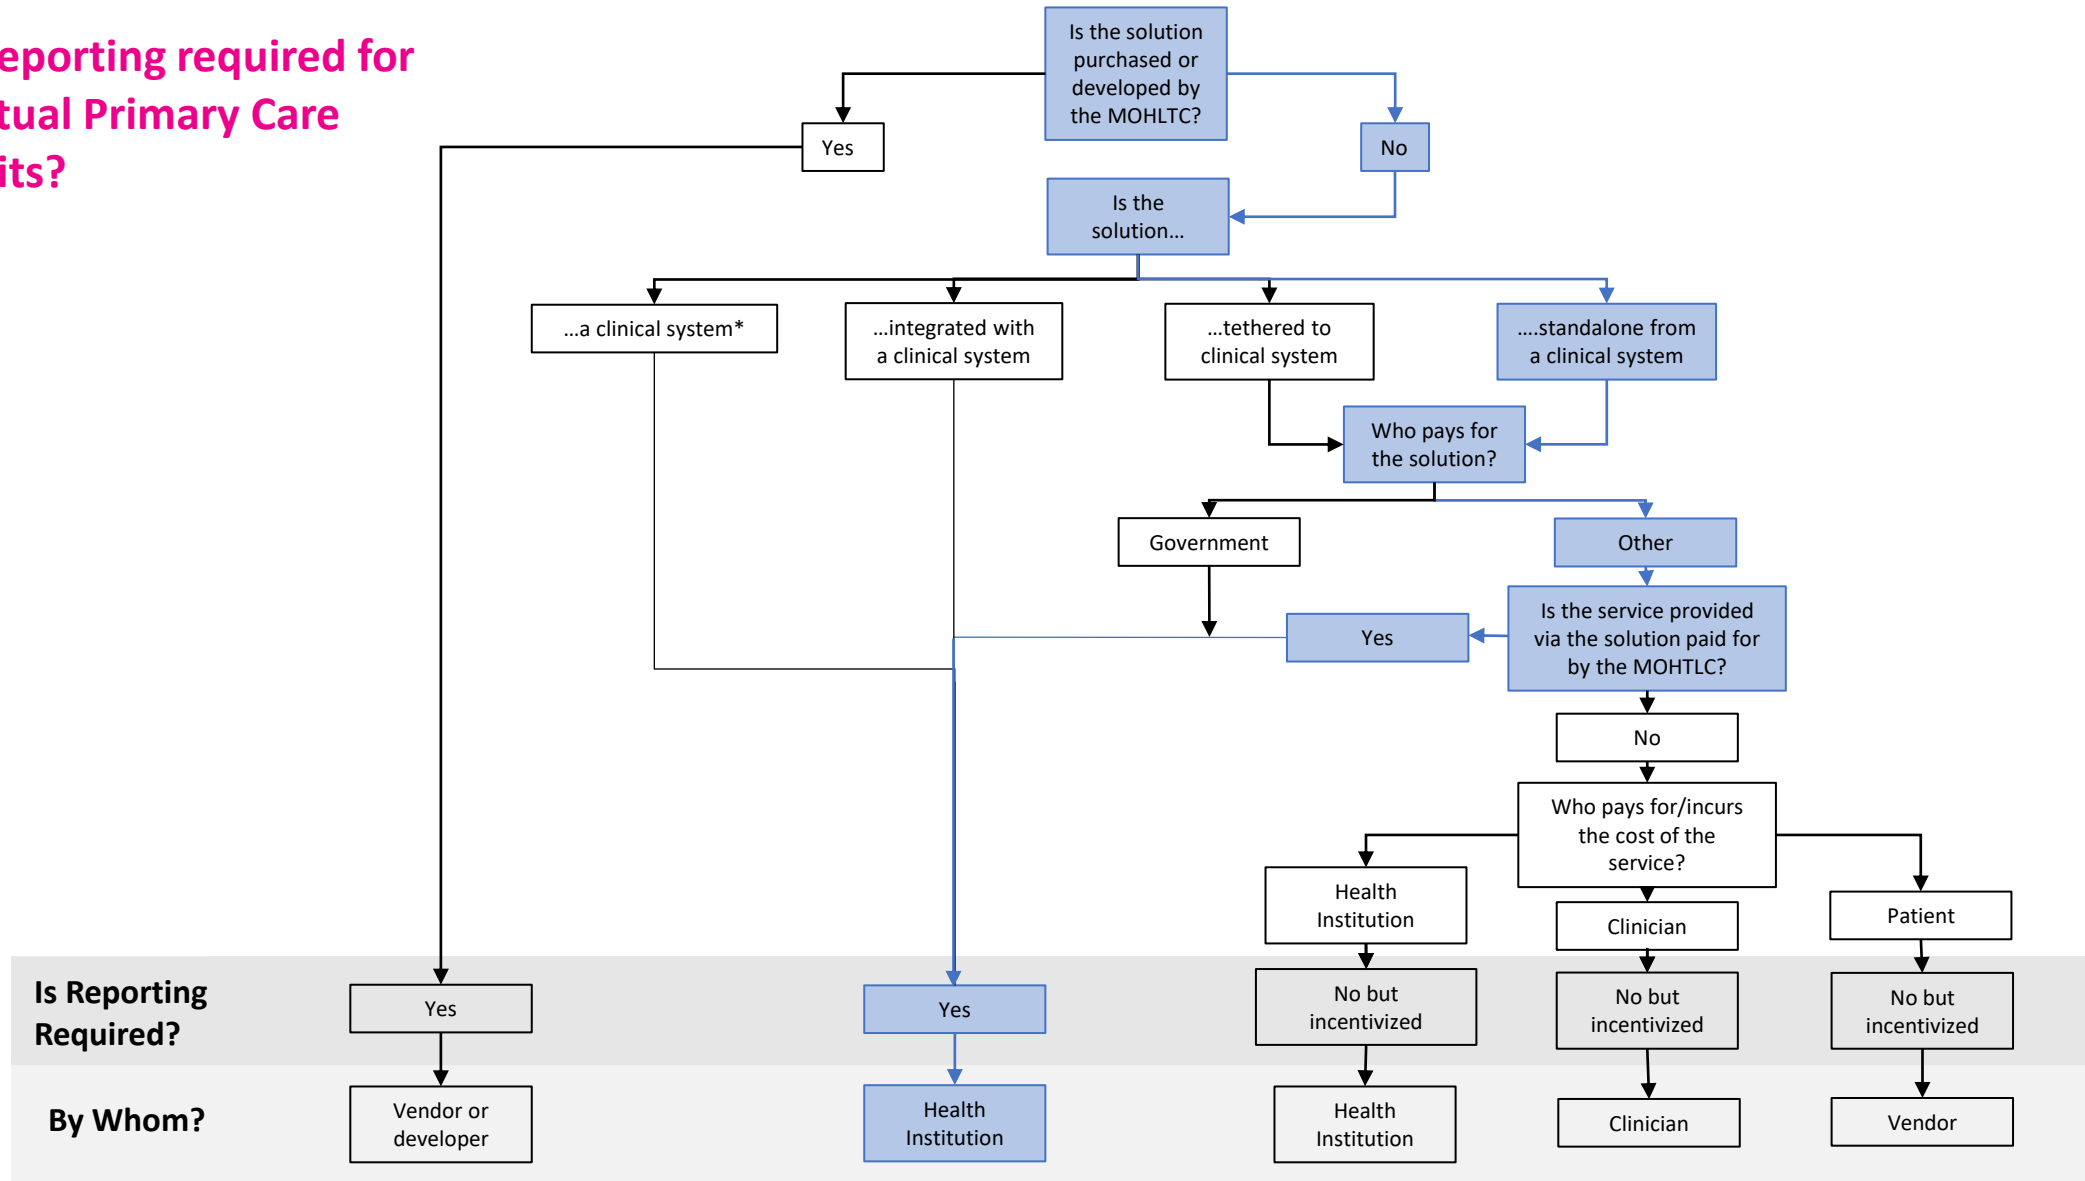 eporting required for
tual Primary Care
its?
Is the solution
purchased or
developed by
the MOHLTC?
Yes
No
Is the
solution…
…a clinical system*
…integrated with
a clinical system
…tethered to
clinical system
….standalone from
a clinical system
Who pays for
the solution?
Government
Other
Yes
Is the service provided
via the solution paid for
by the MOHTLC?
No
Who pays for/incurs
the cost of the
service?
Health
Institution
Clinician
Patient
Is Reporting
Required?
Yes
Yes
No but
incentivized
No but
incentivized
No but
incentivized
By Whom?
Vendor or
developer
Health
Institution
Health
Institution
Clinician
Vendor